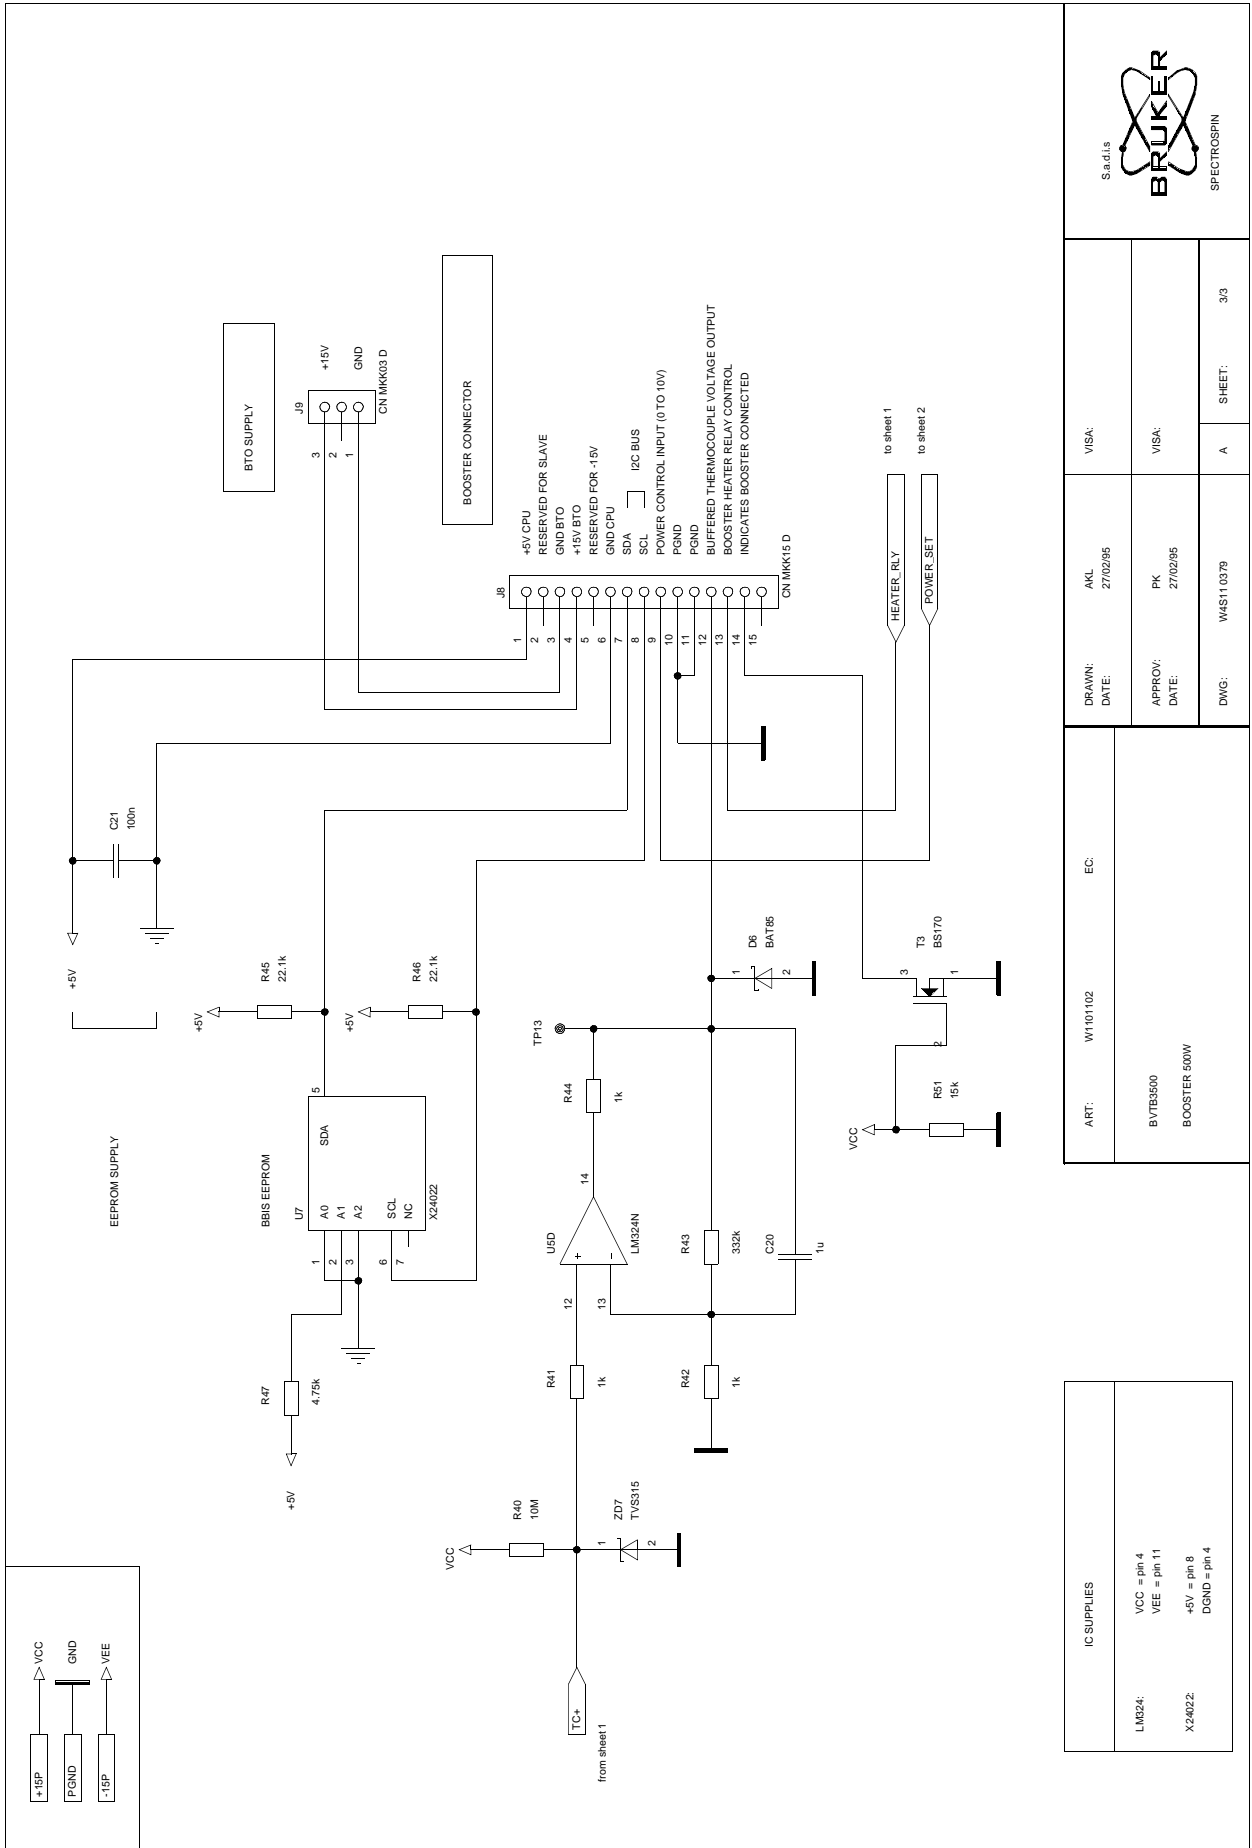 +15P
VCC
PGND
GND
-15P
VEE
EEPROM SUPPLY
+5V
C21
100n
BTO SUPPLY
J9
3
2
1
+15V
GND
CN MKK03 D
BOOSTER CONNECTOR
J8
1
2
3
4
5
6
7
8
9
10
11
12
13
14
15
+5V CPU
RESERVED FOR SLAVE
GND BTO
+15V BTO
RESERVED FOR -15V
GND CPU
SDA
SCL
I2C BUS
POWER CONTROL INPUT (0 TO 10V)
PGND
PGND
BUFFERED THERMOCOUPLE VOLTAGE OUTPUT
BOOSTER HEATER RELAY CONTROL
INDICATES BOOSTER CONNECTED
CN MKK15 D
+5V
R47
4.75k
BBIS EEPROM
U7
1
2
3
6
7
A0
A1
A2
SCL
NC
SDA
5
X24022
+5V
R45
22.1k
+5V
R46
22.1k
TC+
from sheet 1
VCC
R40
10M
ZD7
TVS315
1
2
R41
1k
12
13
U5D
+
-
LM324N
14
R44
1k
TP13
R42
1k
R43
332k
C20
1u
D6
BAT85
1
2
VCC
R51
15k
2
3
1
T3
BS170
HEATER_RLY
to sheet 1
POWER_SET
to sheet 2
IC SUPPLIES
LM324:
VCC = pin 4
VEE = pin 11
X24022:
+5V = pin 8
DGND = pin 4
ART:
W1101102
EC:
BVTB3500
BOOSTER 500W
DRAWN:
AKL
DATE:
27/02/95
VISA:
APPROV:
PK
DATE:
27/02/95
VISA:
DWG:
W4S110379
A
SHEET:
3/3
S.a.d.i.s
BRUKER
SPECTROSPIN